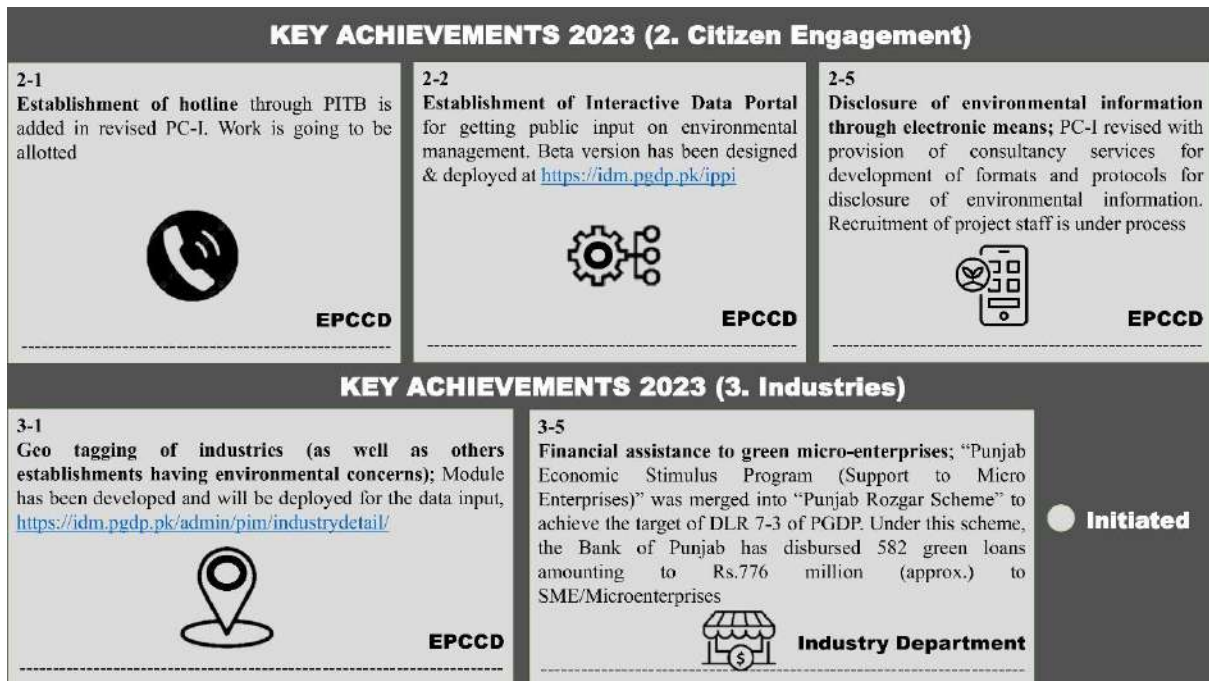 KEY ACHIEVEMENTS 2023 (2. Citizen Engagement)
2-1
Establishment of hotline through PITB is
added in revised PC-I. Work is going to be
allotted
EPCCD
2-2
Establishment of Interactive Data Portal
for getting public input on environmental
management. Beta version has been designed
& deployed at https://idm.pgdp.pk/ippi
EPCCD
2-5
Disclosure of environmental information
through electronic means; PC-I revised with
provision of consultancy services for
development of formats and protocols for
disclosure of environmental information.
Recruitment of project staff is under process
EPCCD
KEY ACHIEVEMENTS 2023 (3. Industries)
3-1
Geo tagging of industries (as well as others
establishments having environmental concerns); Module
has been developed and will be deployed for the data input,
https://idm.pgdp.pk/admin/pim/industrydetail/
EPCCD
3-5
Financial assistance to green micro-enterprises; “Punjab
Economic Stimulus Program (Support to Micro
Enterprises)” was merged into “Punjab Rozgar Scheme” to
achieve the target of DLR 7-3 of PGDP. Under this scheme,
the Bank of Punjab has disbursed 582 green loans
amounting to Rs.776 million (approx.) to
SME/Microenterprises
$
Industry Department
Initiated